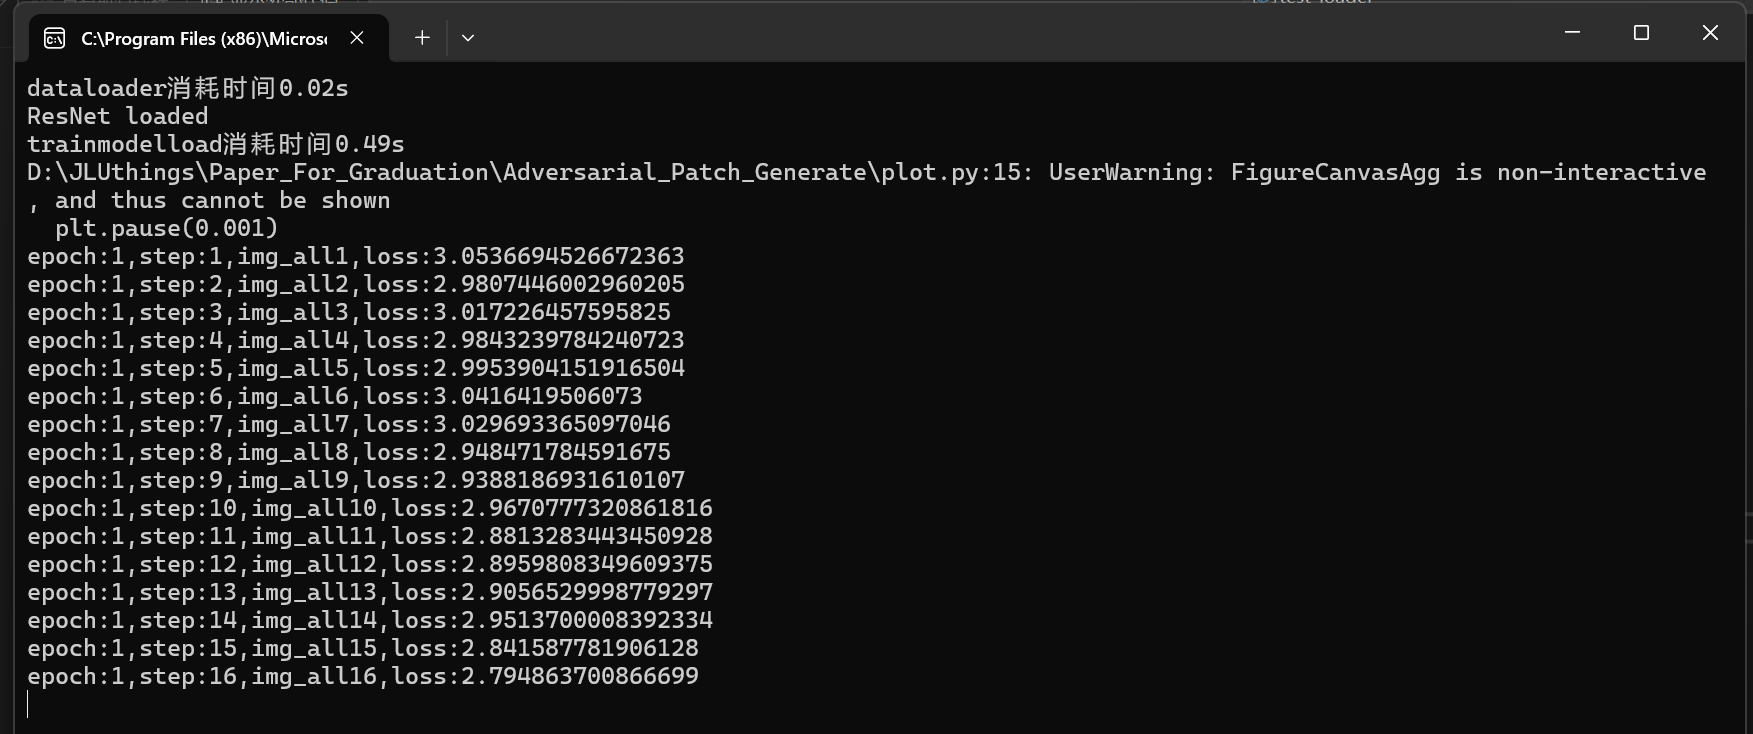 C:\Program Files (x86)\Micros
dataloader消耗时间0.02s
ResNet loaded
trainmodelload消耗时间0.49s
D:\JLUthings\Paper_For_Graduation\Adversarial_Patch_Generate\plot.py:15: UserWarning: FigureCanvasAgg is non-interactive
, and thus cannot be shown
  plt.pause(0.001)
epoch:1,step:1,img_all1,loss:3.0536694526672363
epoch:1,step:2,img_all2,loss:2.9807446002960205
epoch:1,step:3,img_all3,loss:3.017226457595825
epoch:1,step:4,img_all4,loss:2.9843239784240723
epoch:1,step:5,img_all5,loss:2.9953904151916504
epoch:1,step:6,img_all6,loss:3.0416419506073
epoch:1,step:7,img_all7,loss:3.029693365097046
epoch:1,step:8,img_all8,loss:2.948471784591675
epoch:1,step:9,img_all9,loss:2.9388186931610107
epoch:1,step:10,img_all10,loss:2.9670777320861816
epoch:1,step:11,img_all11,loss:2.8813283443450928
epoch:1,step:12,img_all12,loss:2.8959808349609375
epoch:1,step:13,img_all13,loss:2.9056529998779297
epoch:1,step:14,img_all14,loss:2.9513700008392334
epoch:1,step:15,img_all15,loss:2.841587781906128
epoch:1,step:16,img_all16,loss:2.794863700866699